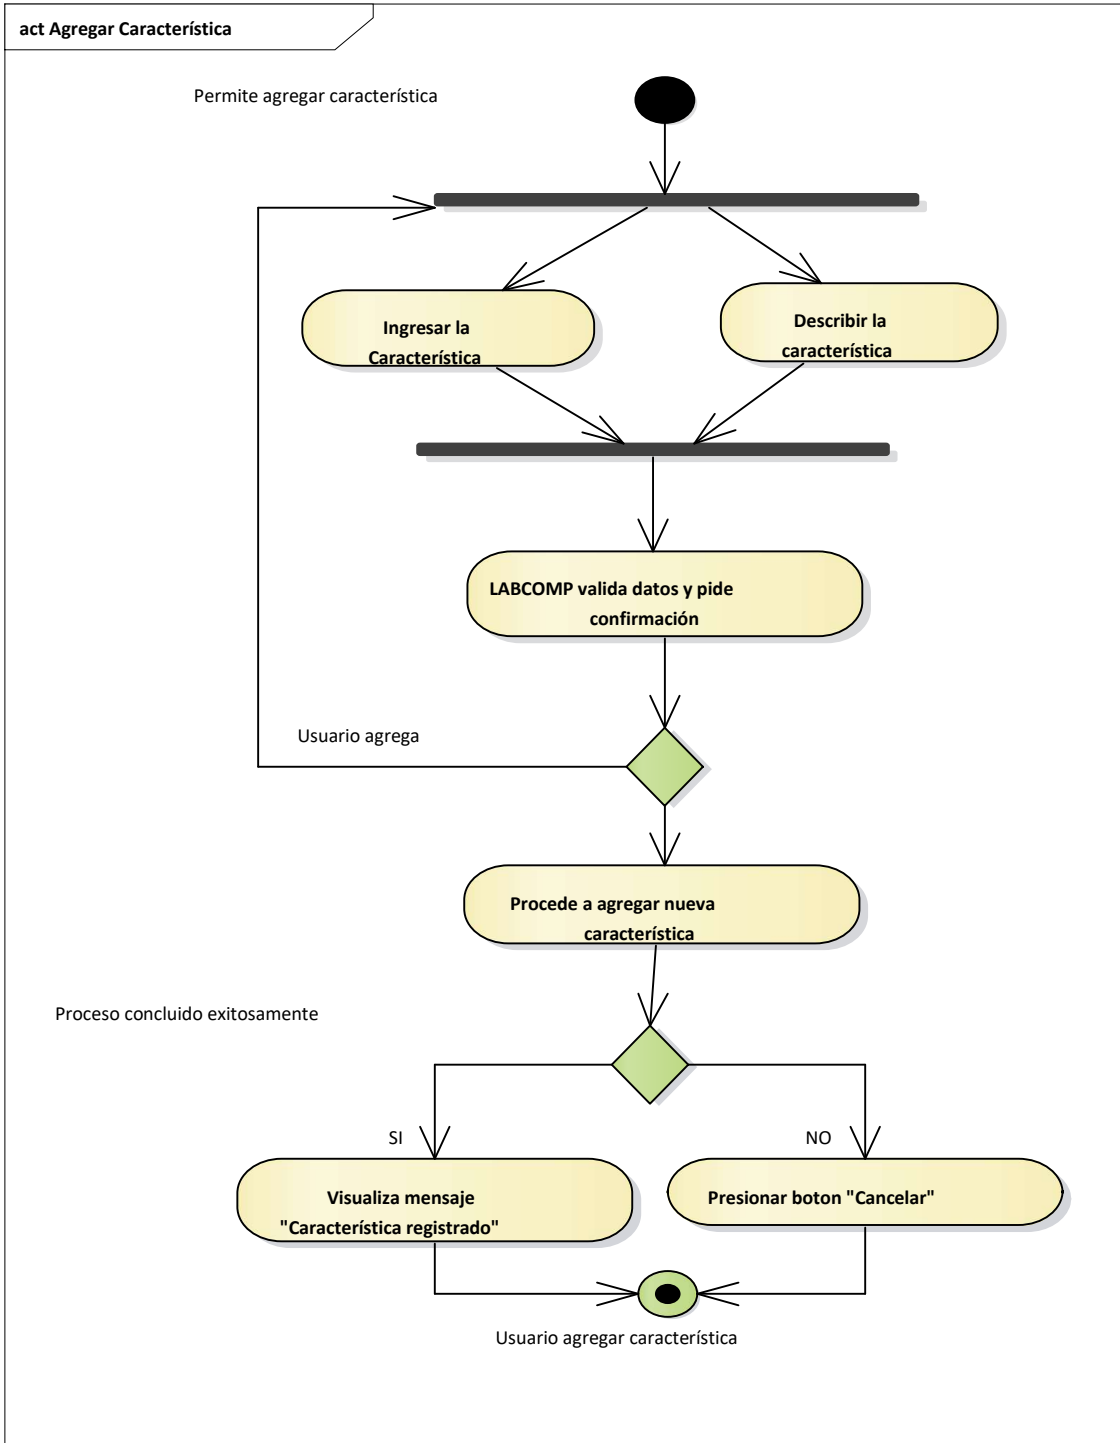 act Agregar Característica
Permite agregar característica
Ingresar la
Característica
Describir la
característica
LABCOMP valida datos y pide
confirmación
Usuario agrega
Procede a agregar nueva
característica
Proceso concluido exitosamente
SI
NO
Visualiza mensaje
"Característica registrado"
Presionar boton "Cancelar"
Usuario agregar característica